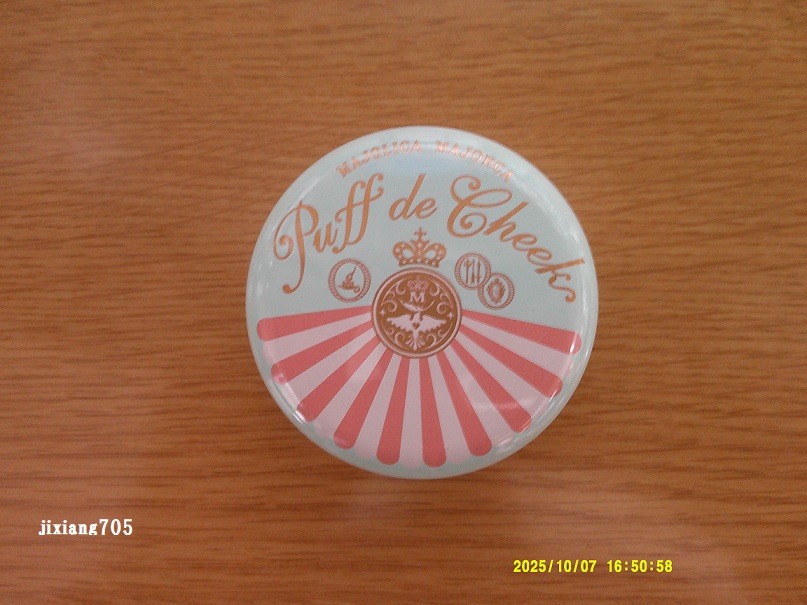 MAJOLICA MAJORCA
Puff de Cheek
M
jixiang705
2025/10/07 16:50:58